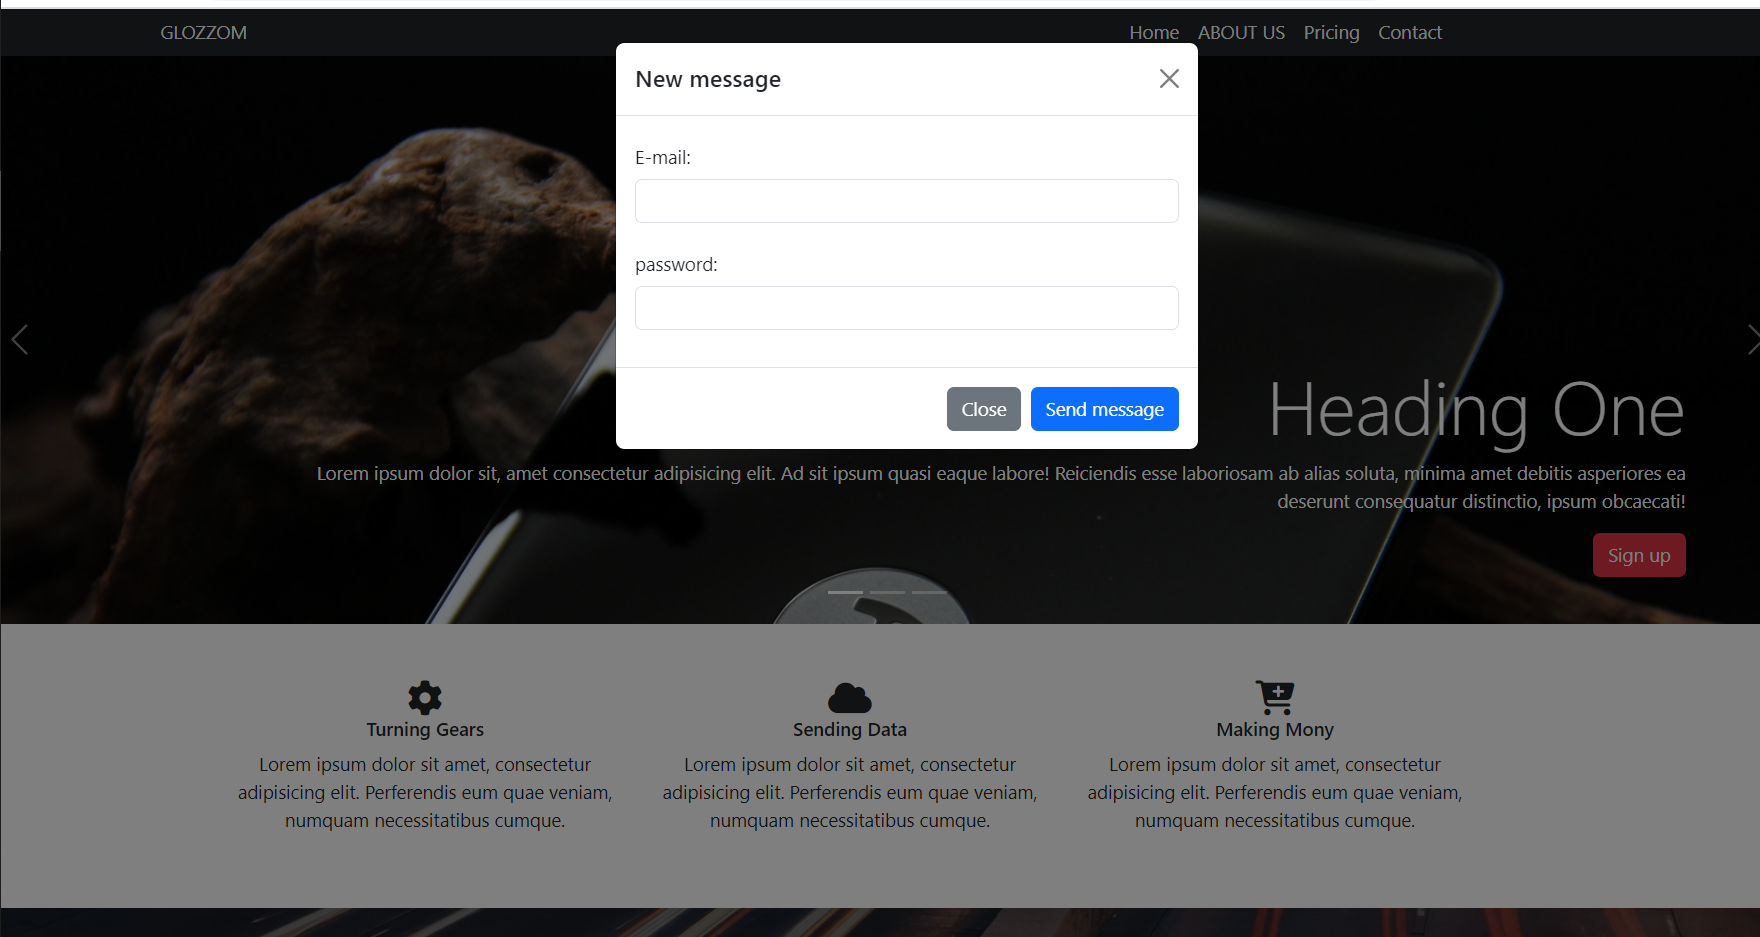 GLOZZOM
Home ABOUT US Pricing Contact
New message
E-mail:
password:
Close Send message
Heading One
Lorem ipsum dolor sit, amet consectetur adipisicing elit. Ad sit ipsum quasi eaque labore! Reiciendis esse laboriosam ab alias soluta, minima amet debitis asperiores ea
deserunt consequatur distinctio, ipsum obcaecati!
Sign up
Turning Gears
Lorem ipsum dolor sit amet, consectetur
adipisicing elit. Perferendis eum quae veniam,
numquam necessitatibus cumque.
Sending Data
Lorem ipsum dolor sit amet, consectetur
adipisicing elit. Perferendis eum quae veniam,
numquam necessitatibus cumque.
Making Mony
Lorem ipsum dolor sit amet, consectetur
adipisicing elit. Perferendis eum quae veniam,
numquam necessitatibus cumque.